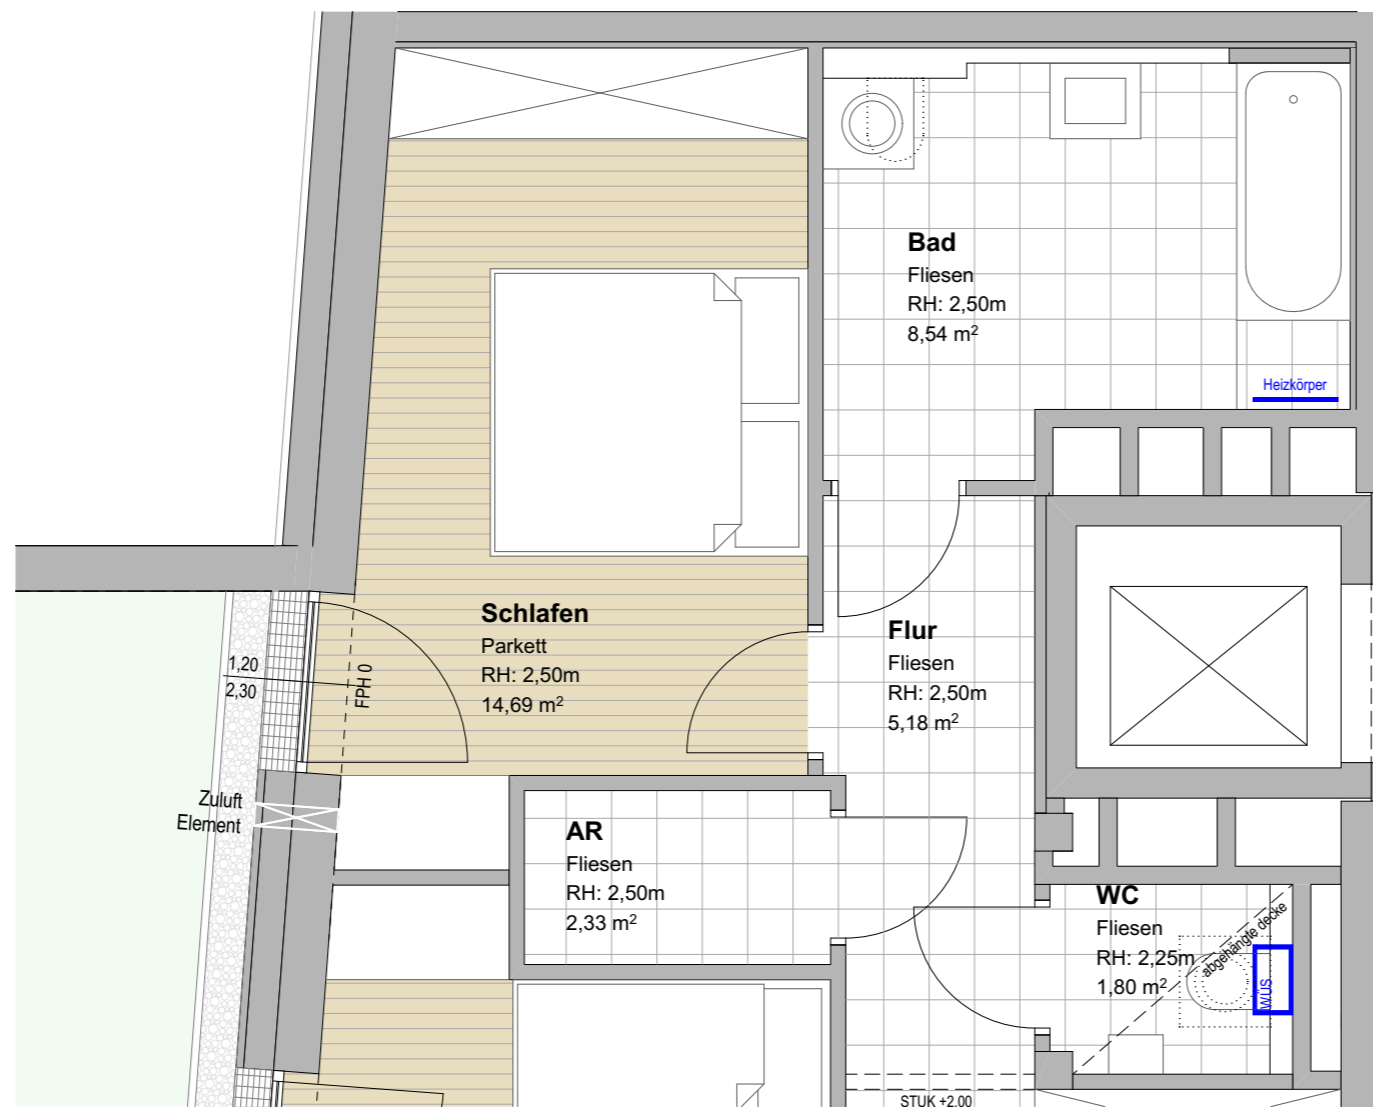 Bad
Fliesen
RH: 2,50m
8,54 m²
Heizkörper
Schlafen
Parkett
RH: 2,50m
14,69 m²
Flur
Fliesen
RH: 2,50m
5,18 m²
1,20
2,30
FPH 0
Zuluft
Element
AR
Fliesen
RH: 2,50m
2,33 m²
WC
Fliesen
RH: 2,25m
1,80 m²
abgehängte decke
WÜS
STUK +2,00